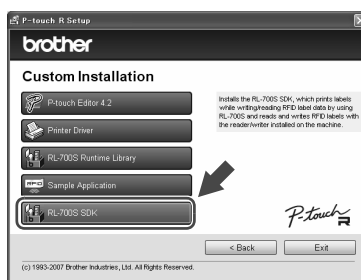 P-touch R Setup
brother
Custom Installation
P-touch Editor 4.2
Printer Driver
RL-700S Runtime Library
RFID Sample Application
RL-700S SDK
Installs the RL-700S SDK, which prints labels
while writing/reading RFID label data by using
RL-700S and reads and writes RFID labels with
the reader/writer installed on the machine.
P-touch R
< Back
Exit
(c) 1993-2007 Brother Industries, Ltd. All Rights Reserved.